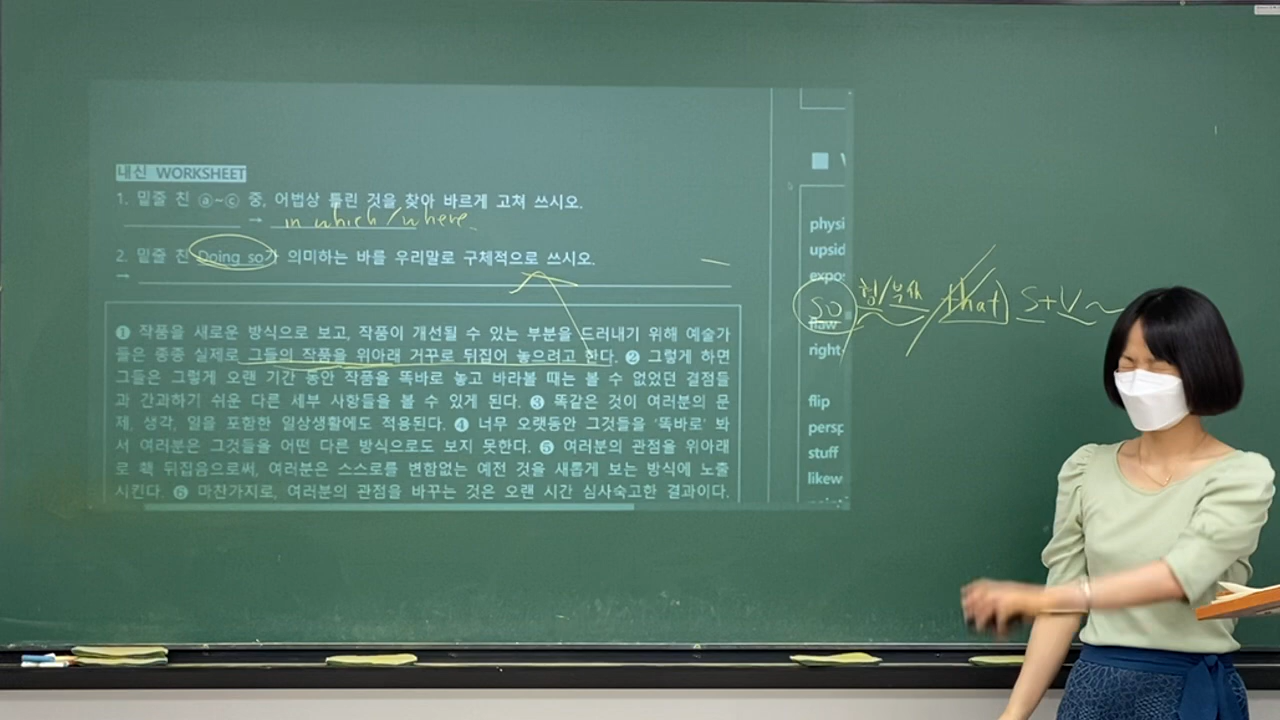 내신 WORKSHEET
1. 밑줄 친 ⓐ~ⓒ 중, 어법상 틀린 것을 찾아 바르게 고쳐 쓰시오.
→ in which/where
2. 밑줄 친 Doing so가 의미하는 바를 우리말로 구체적으로 쓰시오.
→
❶ 작품을 새로운 방식으로 보고, 작품이 개선될 수 있는 부분을 드러내기 위해 예술가
들은 종종 실제로 그들의 작품을 위아래 거꾸로 뒤집어 놓으려고 한다. ❷ 그렇게 하면
그들은 그렇게 오랜 기간 동안 작품을 똑바로 놓고 바라볼 때는 볼 수 없었던 결점들
과 간과하기 쉬운 다른 세부 사항들을 볼 수 있게 된다. ❸ 똑같은 것이 여러분의 문
제, 생각, 일을 포함한 일상생활에도 적용된다. ❹ 너무 오랫동안 그것들을 '똑바로' 봐
서 여러분은 그것들을 어떤 다른 방식으로도 보지 못한다. ❺ 여러분의 관점을 위아래
로 홱 뒤집음으로써, 여러분은 스스로를 변함없는 예전 것을 새롭게 보는 방식에 노출
시킨다. ❻ 마찬가지로, 여러분의 관점을 바꾸는 것은 오랜 시간 심사숙고한 결과이다.
physi
upsid
expo
flaw
right
flip
persp
stuff
likew
so 형/부사 that S+V~